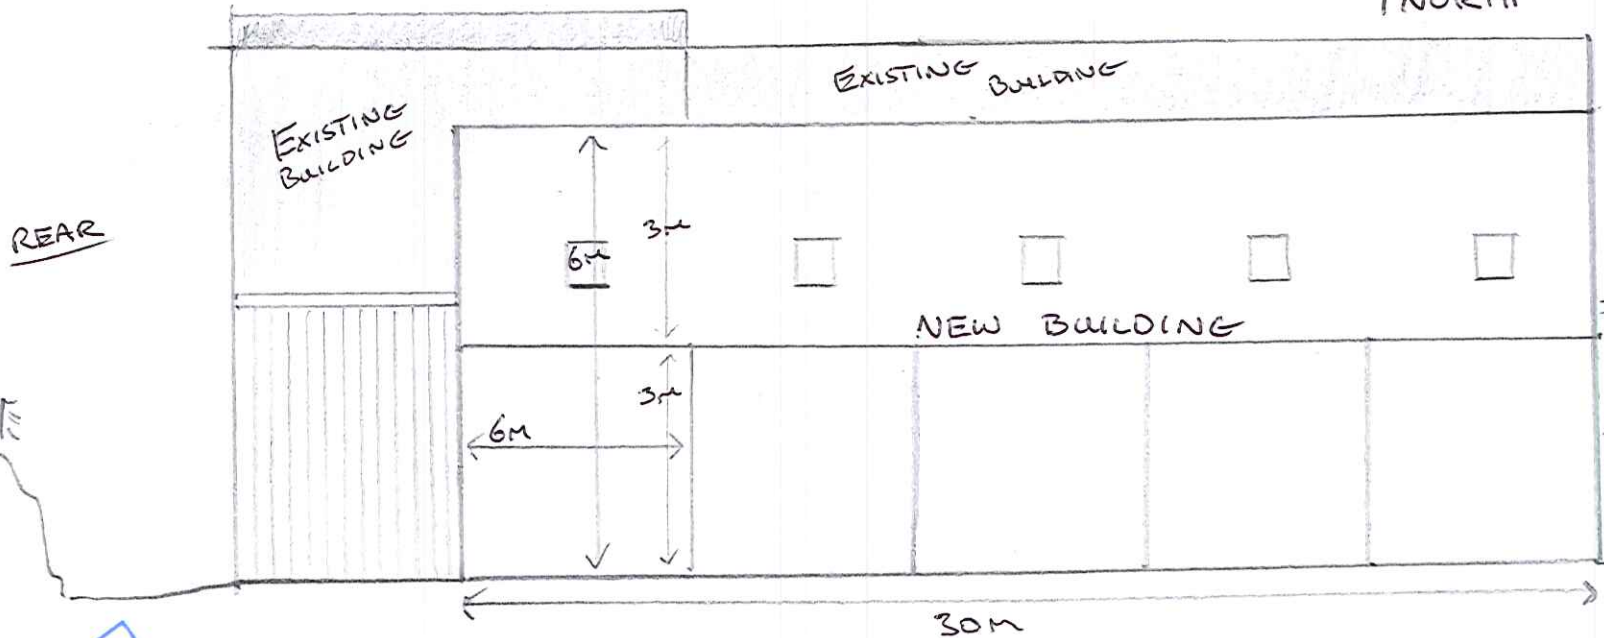 EXISTING
BUILDING
EXISTING
BUILDING
REAR
6M
3M
NEW BUILDING
3M
6M
30M